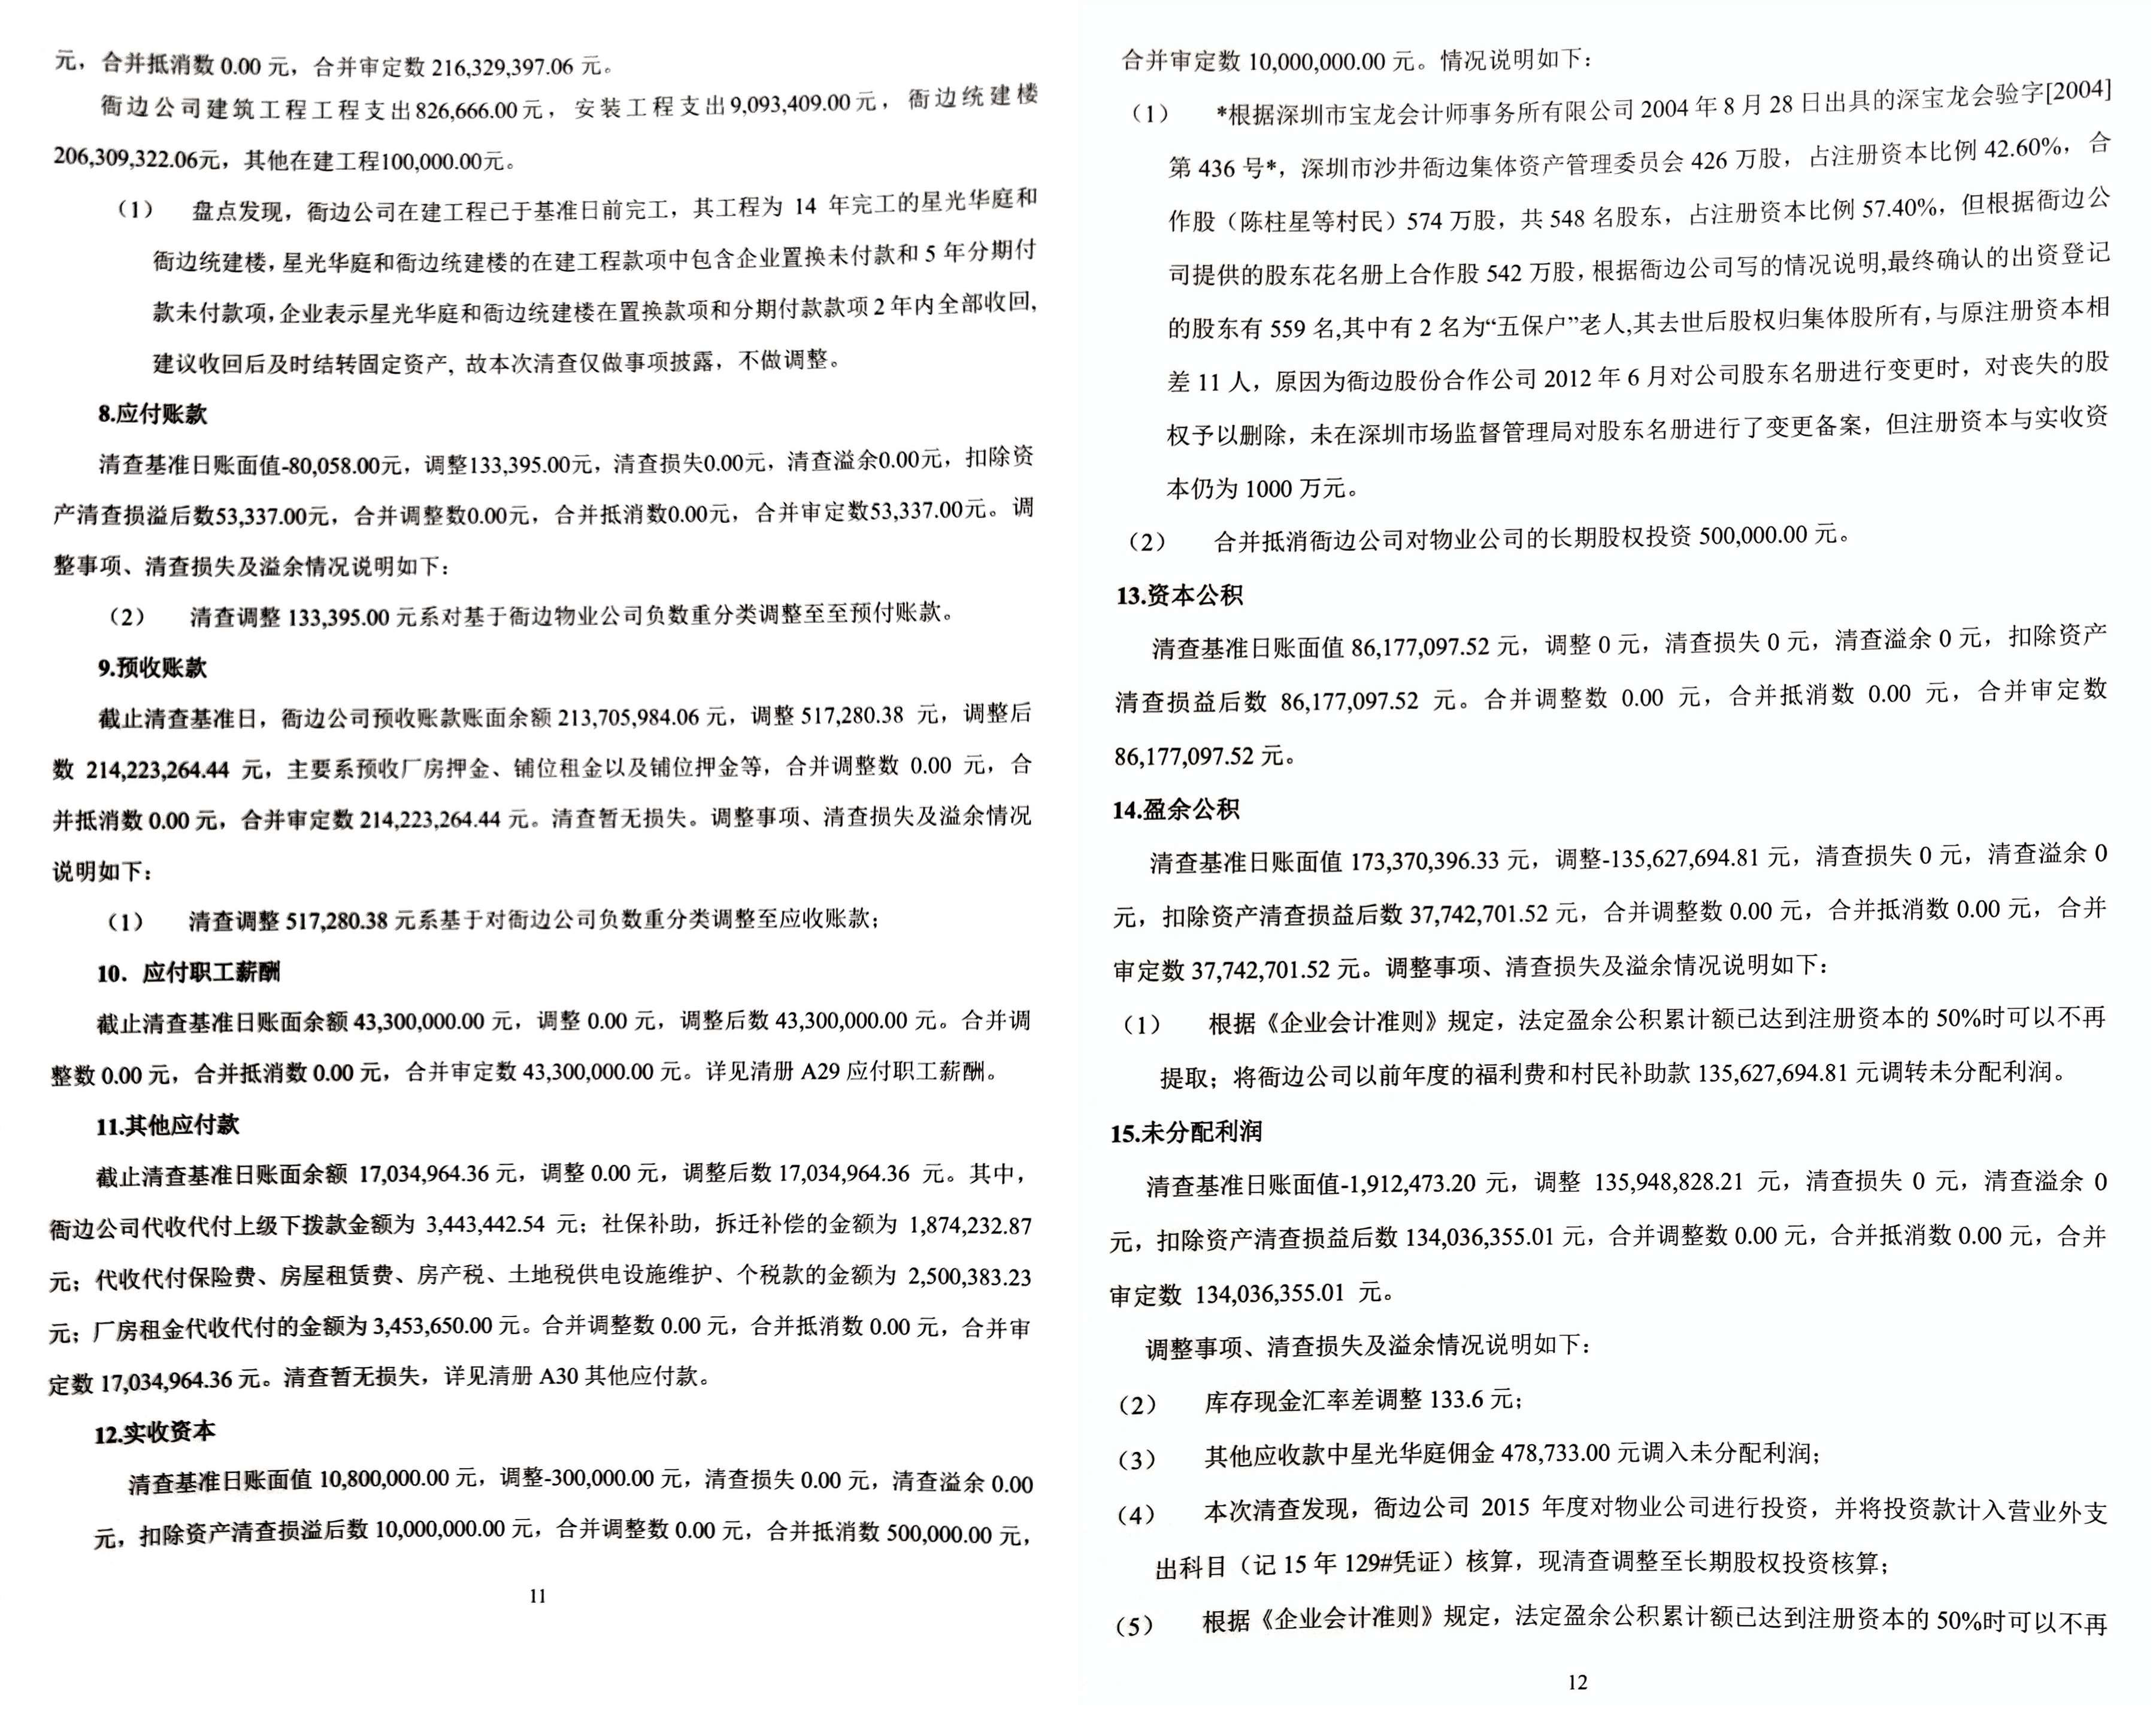 元，合并抵消数 0.00 元，合并审定数 216,329,397.06 元。
衙边公司建筑工程工程支出826,666.00元，安装工程支出9,093,409.00元，衙边统建楼
206,309,322.06元，其他在建工程100,000.00元。
（1） 盘点发现，衙边公司在建工程已于基准日前完工，其工程为 14 年完工的星光华庭和
衙边统建楼，星光华庭和衙边统建楼的在建工程款项中包含企业置换未付款和 5 年分期付
款未付款项，企业表示星光华庭和衙边统建楼在置换款项和分期付款款项 2 年内全部收回，
建议收回后及时结转固定资产，故本次清查仅做事项披露，不做调整。
8.应付账款
清查基准日账面值-80,058.00元，调整133,395.00元，清查损失0.00元，清查溢余0.00元，扣除资
产清查损溢后数53,337.00元，合并调整数0.00元，合并抵消数0.00元，合并审定数53,337.00元。调
整事项、清查损失及溢余情况说明如下：
（2） 清查调整 133,395.00 元系对基于衙边物业公司负数重分类调整至至预付账款。
9.预收账款
截止清查基准日，衙边公司预收账款账面余额 213,705,984.06 元，调整 517,280.38 元，调整后
数 214,223,264.44 元，主要系预收厂房押金、铺位租金以及铺位押金等，合并调整数 0.00 元，合
并抵消数 0.00 元，合并审定数 214,223,264.44 元。清查暂无损失。调整事项、清查损失及溢余情况
说明如下：
（1） 清查调整 517,280.38 元系基于对衙边公司负数重分类调整至应收账款；
10．应付职工薪酬
截止清查基准日账面余额 43,300,000.00 元，调整 0.00 元，调整后数 43,300,000.00 元。合并调
整数 0.00 元，合并抵消数 0.00 元，合并审定数 43,300,000.00 元。详见清册 A29 应付职工薪酬。
11.其他应付款
截止清查基准日账面余额 17,034,964.36 元，调整 0.00 元，调整后数 17,034,964.36 元。其中，
衙边公司代收代付上级下拨款金额为 3,443,442.54 元；社保补助，拆迁补偿的金额为 1,874,232.87
元；代收代付保险费、房屋租赁费、房产税、土地税供电设施维护、个税款的金额为 2,500,383.23
元；厂房租金代收代付的金额为 3,453,650.00 元。合并调整数 0.00 元，合并抵消数 0.00 元，合并审
定数 17,034,964.36 元。清查暂无损失，详见清册 A30 其他应付款。
12.实收资本
清查基准日账面值 10,800,000.00 元，调整-300,000.00 元，清查损失 0.00 元，清查溢余 0.00
元，扣除资产清查损溢后数 10,000,000.00 元，合并调整数 0.00 元，合并抵消数 500,000.00 元，
11
合并审定数 10,000,000.00 元。情况说明如下：
（1） *根据深圳市宝龙会计师事务所有限公司 2004 年 8 月 28 日出具的深宝龙会验字[2004]
第 436 号*，深圳市沙井衙边集体资产管理委员会 426 万股，占注册资本比例 42.60%，合
作股（陈柱星等村民）574 万股，共 548 名股东，占注册资本比例 57.40%，但根据衙边公
司提供的股东花名册上合作股 542 万股，根据衙边公司写的情况说明,最终确认的出资登记
的股东有 559 名,其中有 2 名为“五保户”老人,其去世后股权归集体股所有，与原注册资本相
差 11 人，原因为衙边股份合作公司 2012 年 6 月对公司股东名册进行变更时，对丧失的股
权予以删除，未在深圳市场监督管理局对股东名册进行了变更备案，但注册资本与实收资
本仍为 1000 万元。
（2） 合并抵消衙边公司对物业公司的长期股权投资 500,000.00 元。
13.资本公积
清查基准日账面值 86,177,097.52 元，调整 0 元，清查损失 0 元，清查溢余 0 元，扣除资产
清查损益后数 86,177,097.52 元。合并调整数 0.00 元，合并抵消数 0.00 元，合并审定数
86,177,097.52 元。
14.盈余公积
清查基准日账面值 173,370,396.33 元，调整-135,627,694.81 元，清查损失 0 元，清查溢余 0
元，扣除资产清查损益后数 37,742,701.52 元，合并调整数 0.00 元，合并抵消数 0.00 元，合并
审定数 37,742,701.52 元。调整事项、清查损失及溢余情况说明如下：
（1） 根据《企业会计准则》规定，法定盈余公积累计额已达到注册资本的 50%时可以不再
提取；将衙边公司以前年度的福利费和村民补助款 135,627,694.81 元调转未分配利润。
15.未分配利润
清查基准日账面值-1,912,473.20 元，调整 135,948,828.21 元，清查损失 0 元，清查溢余 0
元，扣除资产清查损益后数 134,036,355.01 元，合并调整数 0.00 元，合并抵消数 0.00 元，合并
审定数 134,036,355.01 元。
调整事项、清查损失及溢余情况说明如下：
（2） 库存现金汇率差调整 133.6 元；
（3） 其他应收款中星光华庭佣金 478,733.00 元调入未分配利润；
（4） 本次清查发现，衙边公司 2015 年度对物业公司进行投资，并将投资款计入营业外支
出科目（记 15 年 129#凭证）核算，现清查调整至长期股权投资核算；
（5） 根据《企业会计准则》规定，法定盈余公积累计额已达到注册资本的 50%时可以不再
12